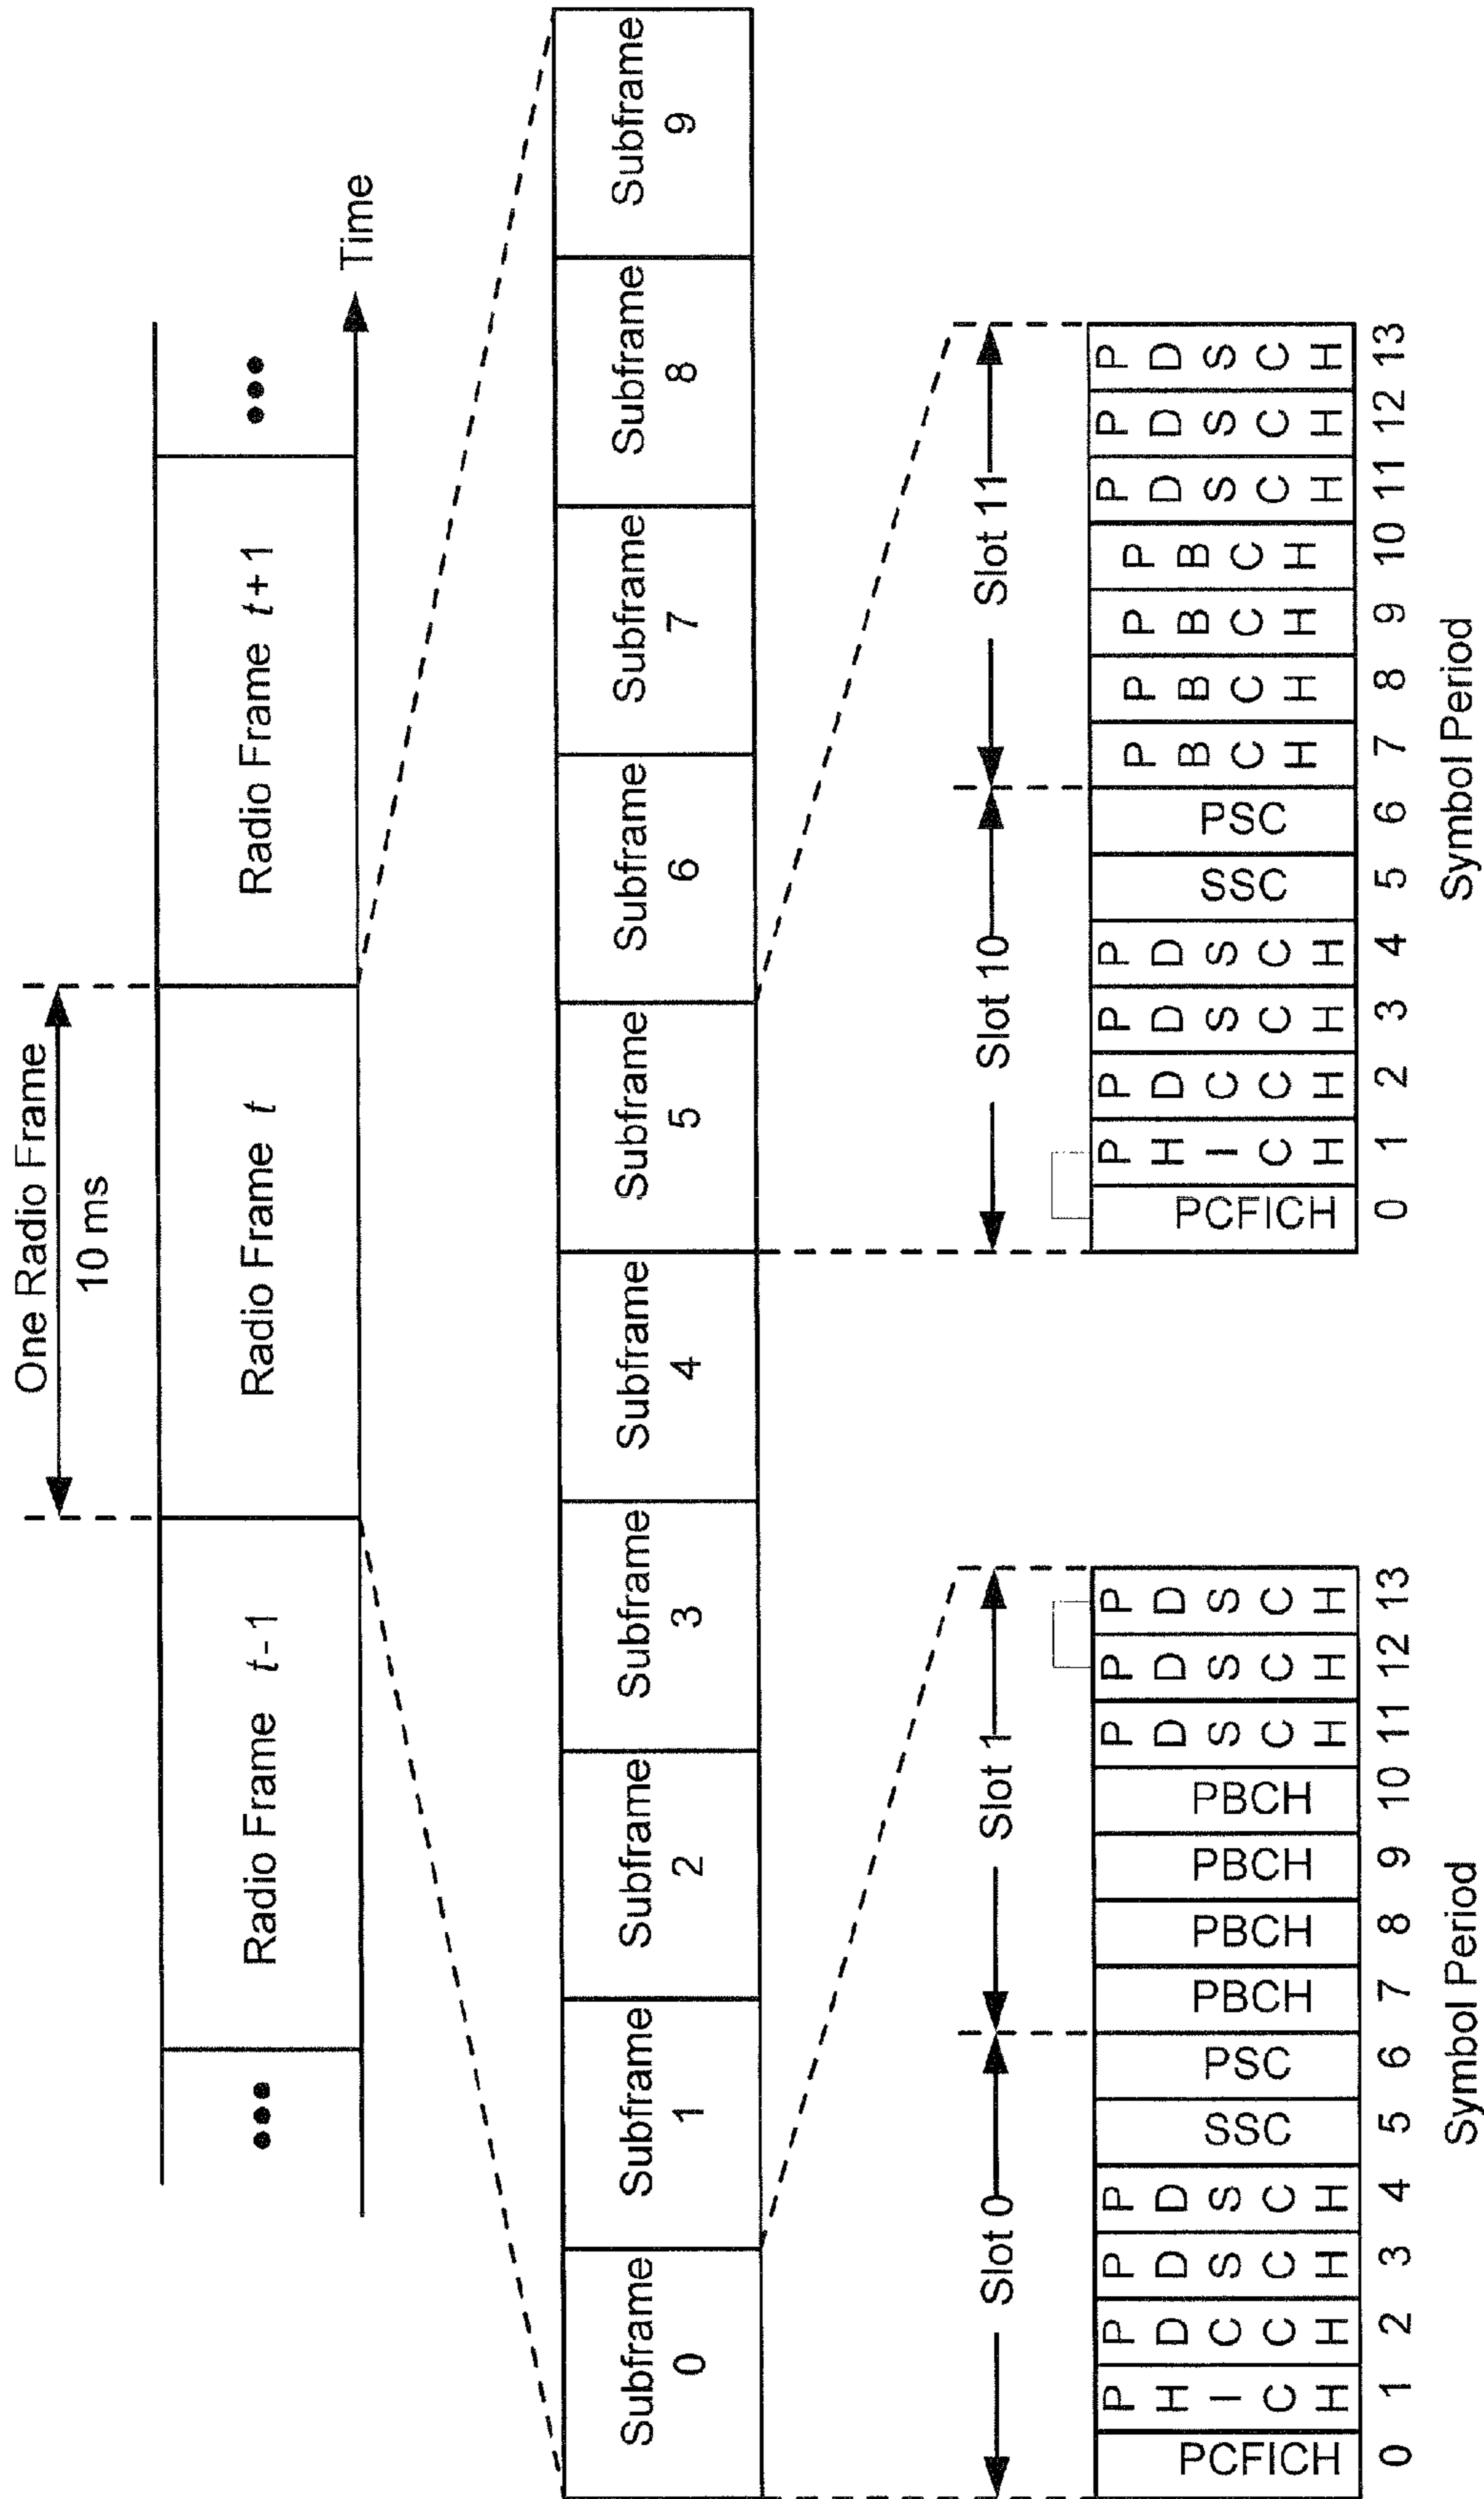 One Radio Frame
10 ms
Radio Frame t-1
Radio Frame t
Radio Frame t+1
Time
Subframe
0
Subframe
1
Subframe
2
Subframe
3
Subframe
4
Subframe
5
Subframe
6
Subframe
7
Subframe
8
Subframe
9
Slot 0
Slot 1
PCFICH
PHICH
PDCCH
PDSCH
PDSCH
SSC
PSC
PBCH
PBCH
PBCH
PBCH
PDSCH
PDSCH
PDSCH
0 1 2 3 4 5 6 7 8 9 10 11 12 13
Symbol Period
Slot 10
Slot 11
PCFICH
PHICH
PDCCH
PDSCH
PDSCH
SSC
PSC
PBCH
PBCH
PBCH
PBCH
PDSCH
PDSCH
PDSCH
0 1 2 3 4 5 6 7 8 9 10 11 12 13
Symbol Period